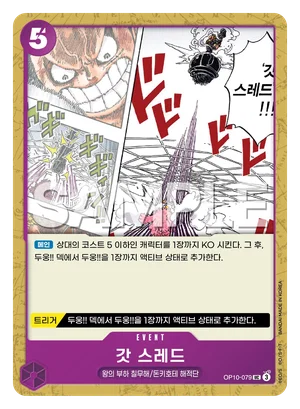 5
갓
스레드
!!!
SAMPLE
메인 상대의 코스트 5 이하인 캐릭터를 1장까지 KO 시킨다. 그 후,
두웅!! 덱에서 두웅!!을 1장까지 액티브 상태로 추가한다.
트리거 두웅!! 덱에서 두웅!!을 1장까지 액티브 상태로 추가한다.
EVENT
갓 스레드
왕의 부하 칠무해/돈키호테 해적단
OP10-079 UC 3